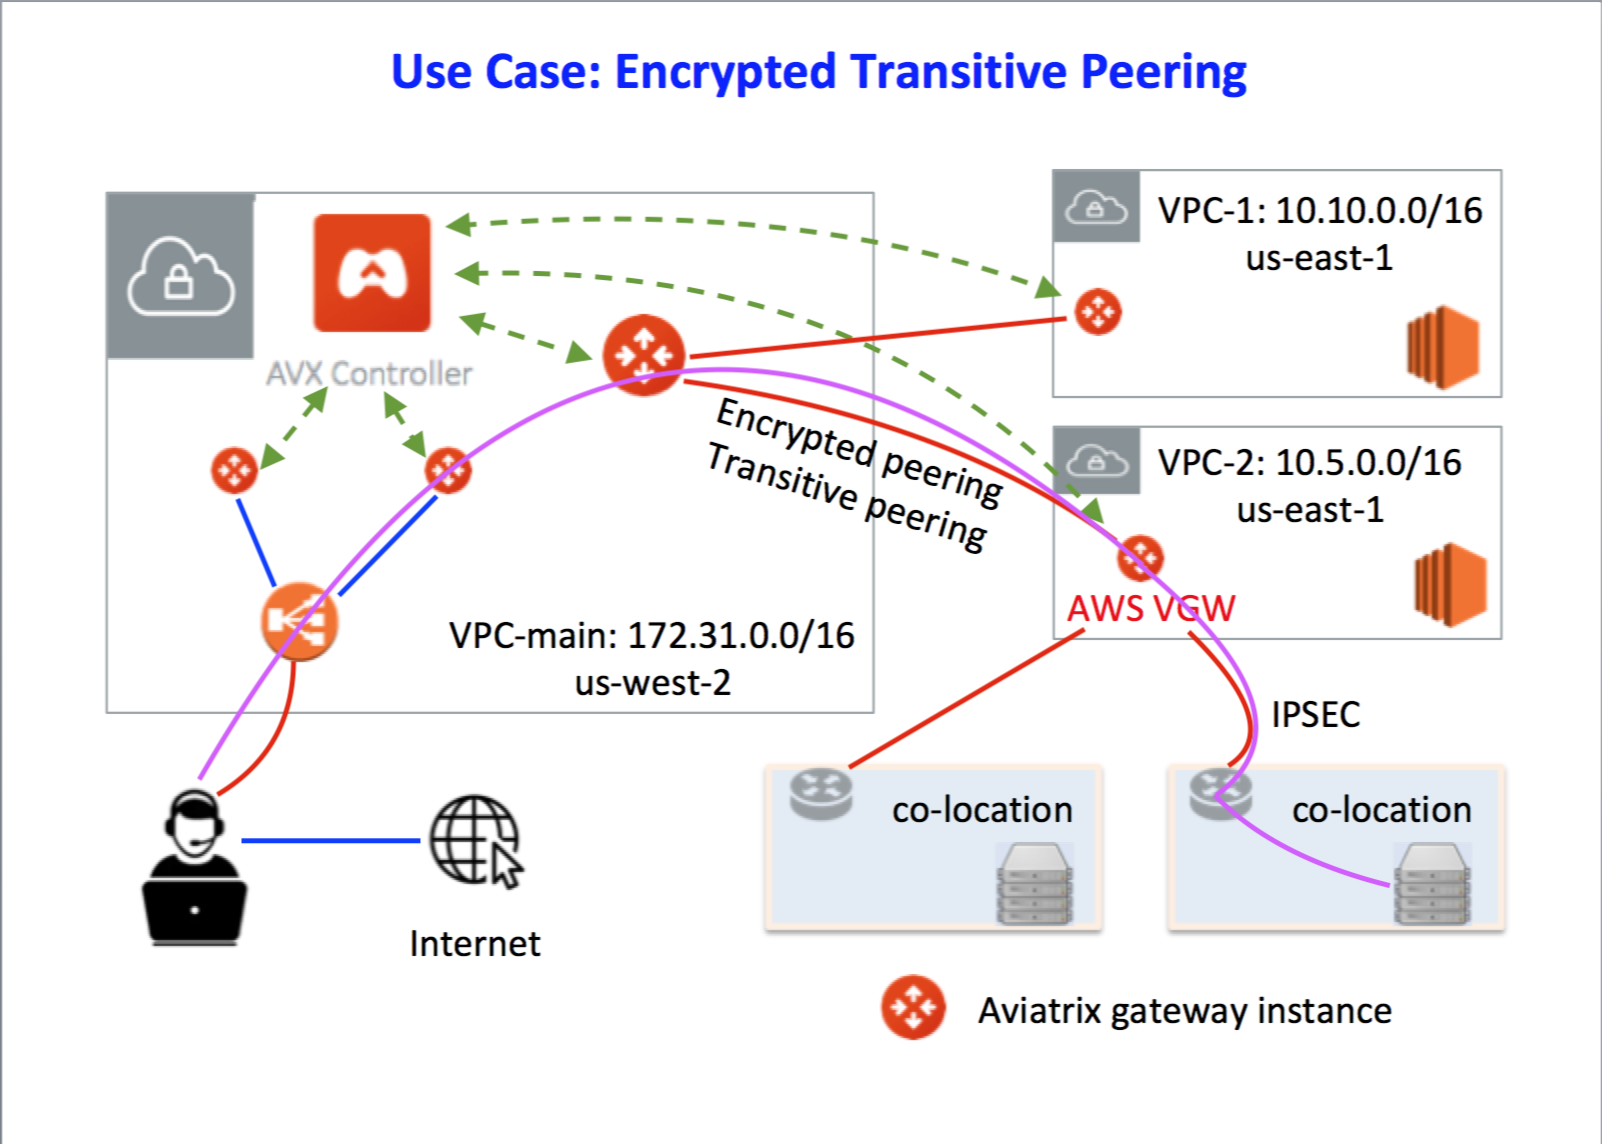 Use Case: Encrypted Transitive Peering
VPC-1: 10.10.0.0/16
us-east-1
AVX Controller
Encrypted peering
Transitive peering
VPC-2: 10.5.0.0/16
us-east-1
AWS VGW
VPC-main: 172.31.0.0/16
us-west-2
IPSEC
co-location
co-location
Internet
Aviatrix gateway instance